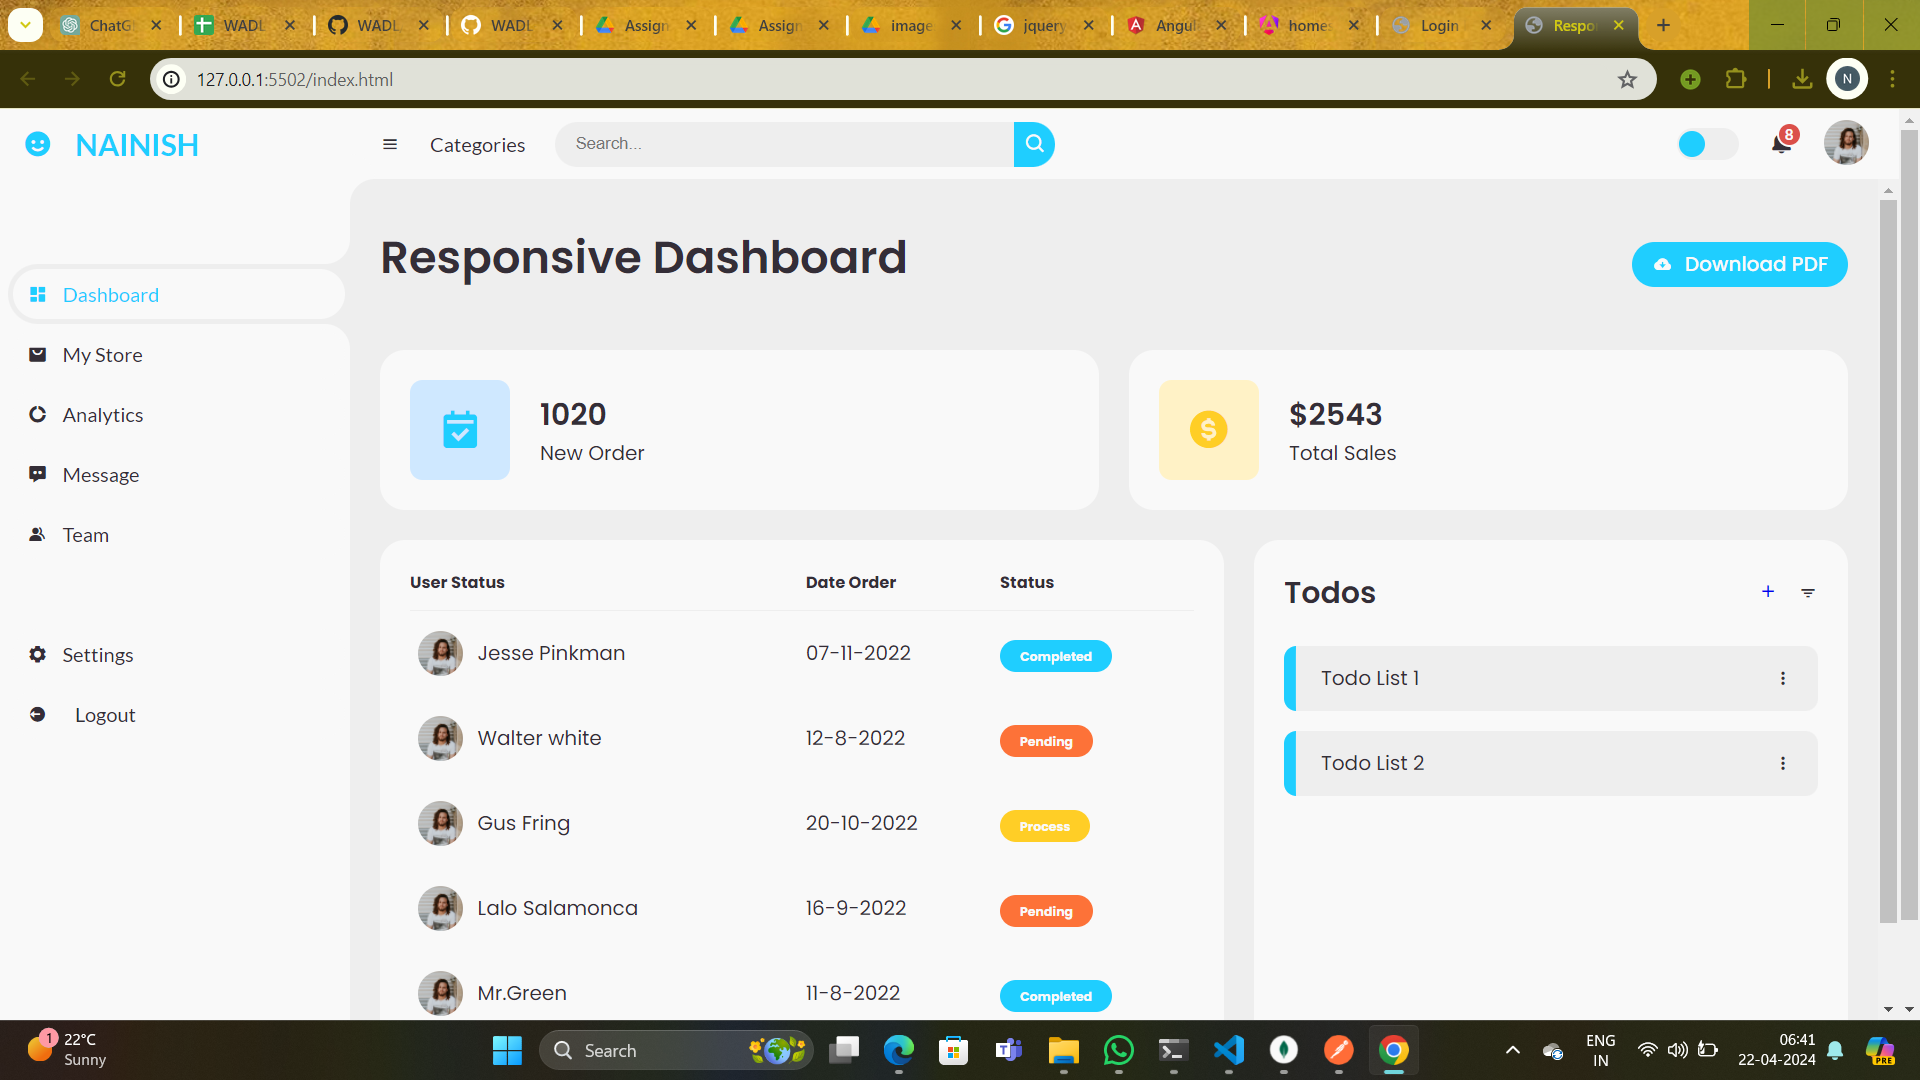 ChatG
WADL
WADL
WADL
Assign
Assign
image
jquery
Angul
home
Login
Respo
127.0.0.1:5502/index.html
N
NAINISH
Categories
Search...
8
Responsive Dashboard
Download PDF
Dashboard
My Store
Analytics
Message
Team
Settings
Logout
1020
New Order
$2543
Total Sales
User Status Date Order Status
Jesse Pinkman 07-11-2022 Completed
Walter white 12-8-2022 Pending
Gus Fring 20-10-2022 Process
Lalo Salamonca 16-9-2022 Pending
Mr.Green 11-8-2022 Completed
Todos
Todo List 1
Todo List 2
1
22°C
Sunny
Search
ENG
IN
06:41
22-04-2024
PRE